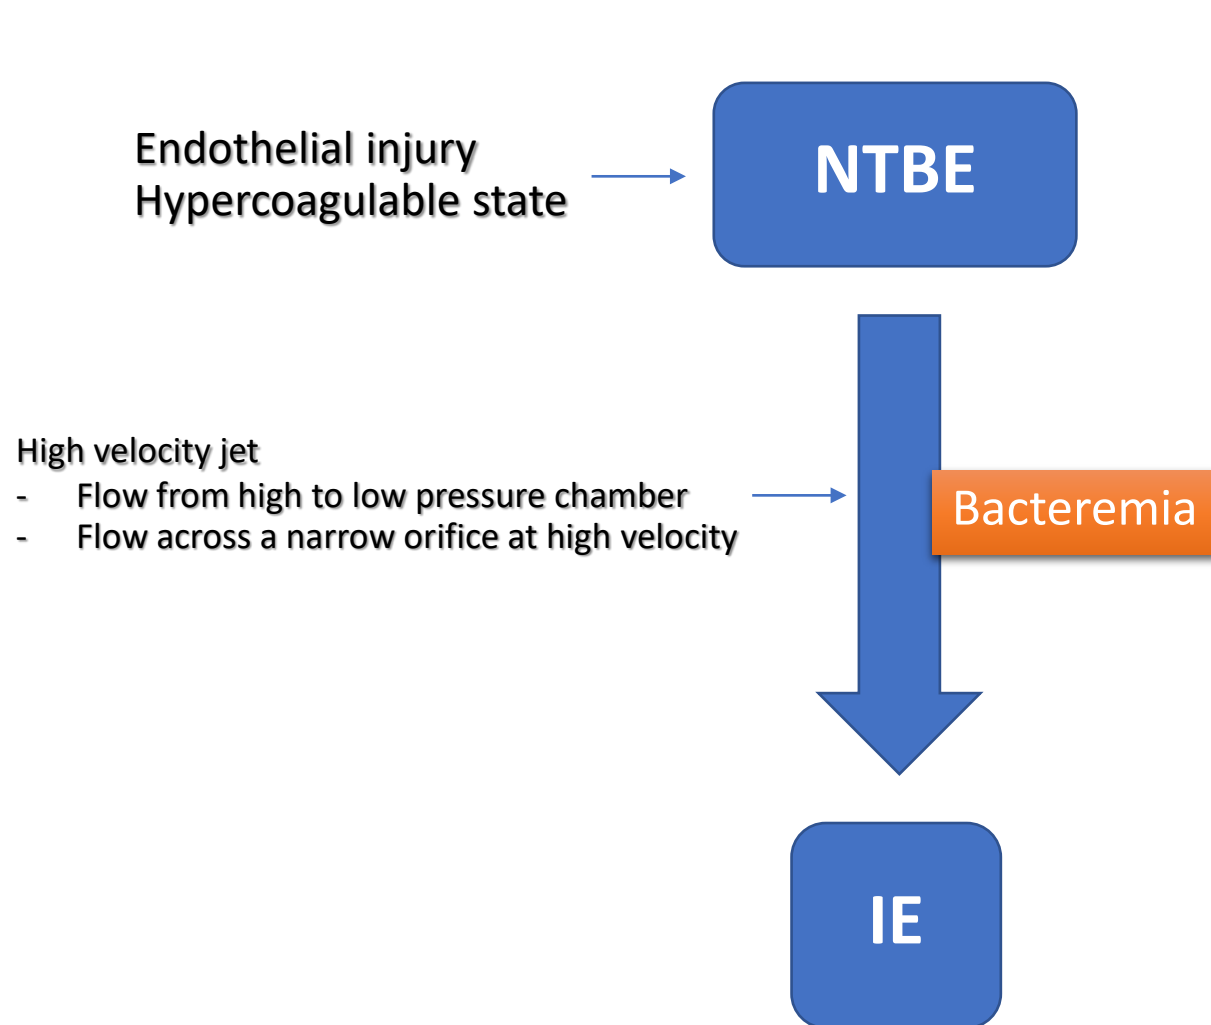 Endothelial injury
Hypercoagulable state
NTBE
High velocity jet
- Flow from high to low pressure chamber
- Flow across a narrow orifice at high velocity
Bacteremia
IE